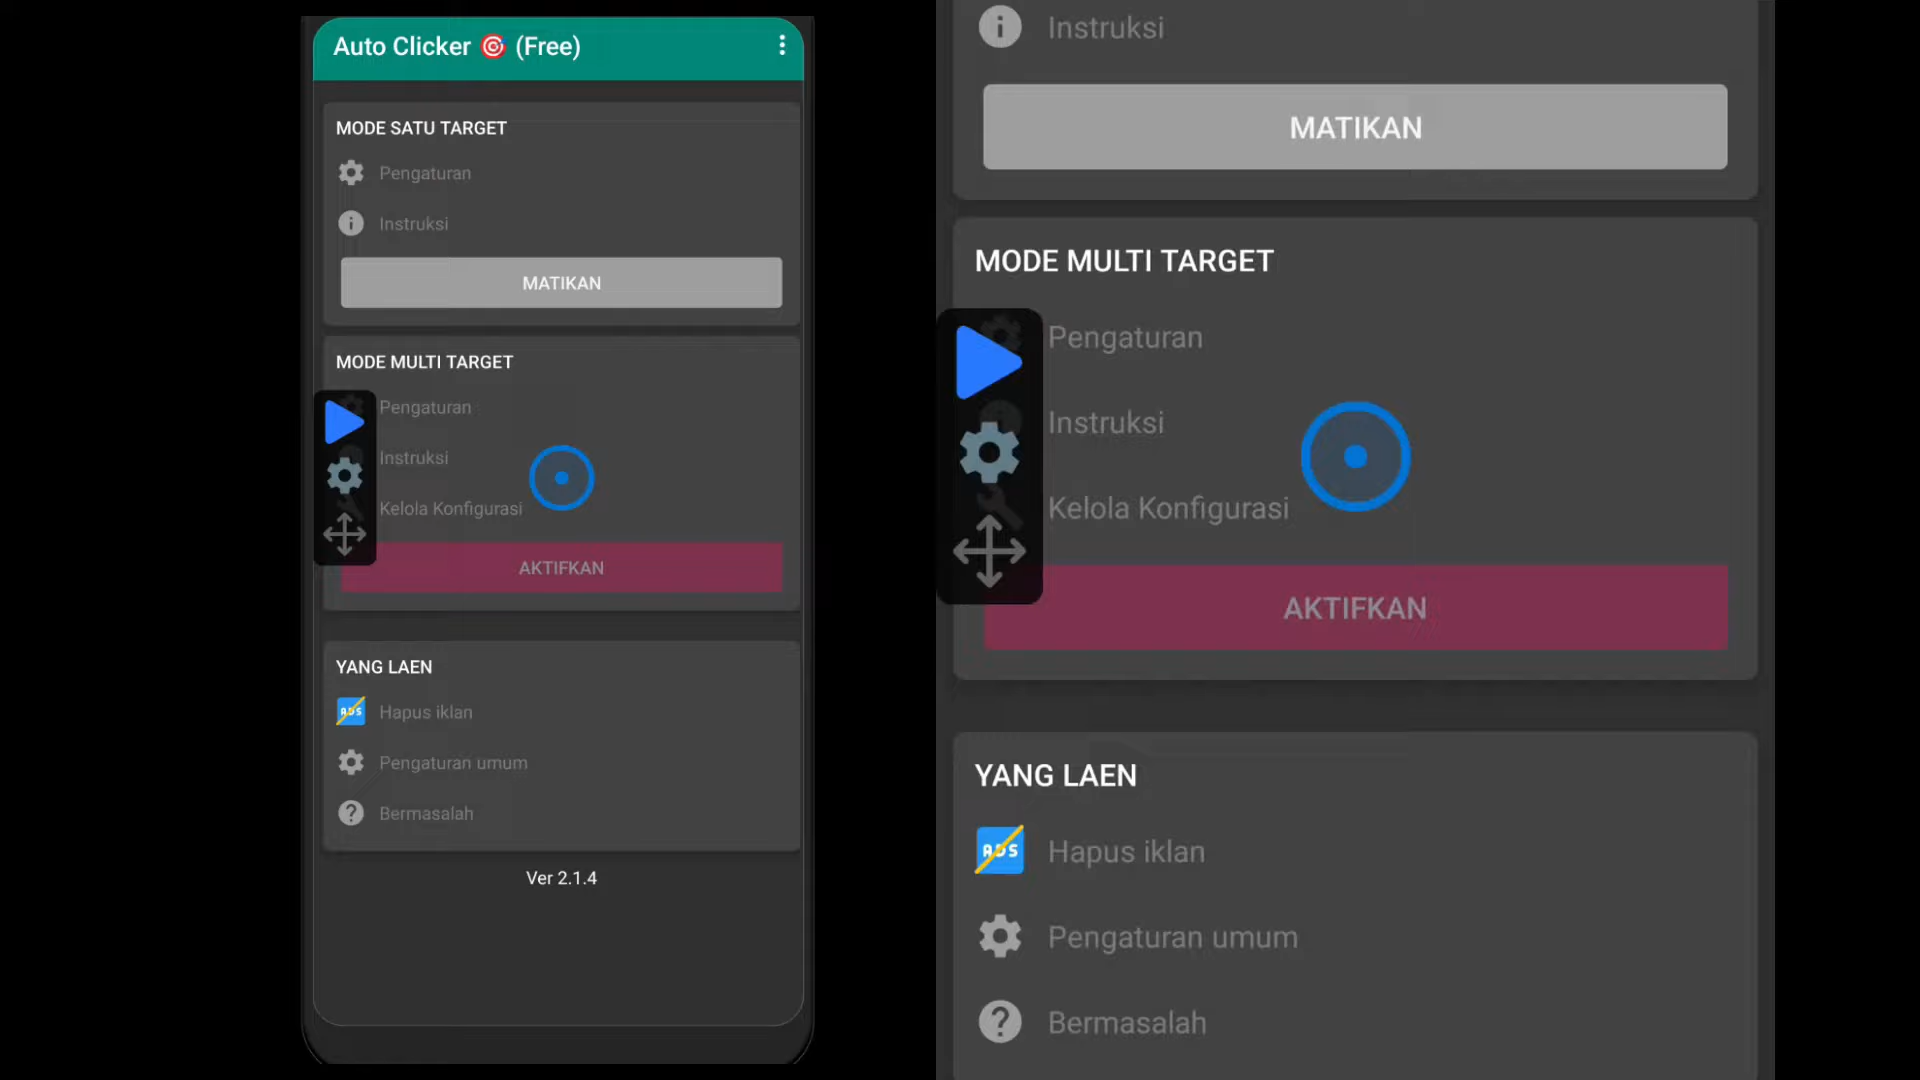 Auto Clicker 🎯 (Free)
MODE SATU TARGET
Pengaturan
Instruksi
MATIKAN
MODE MULTI TARGET
Pengaturan
Instruksi
Kelola Konfigurasi
AKTIFKAN
YANG LAEN
ADS
Hapus iklan
Pengaturan umum
Bermasalah
Ver 2.1.4
Instruksi
MATIKAN
MODE MULTI TARGET
Pengaturan
Instruksi
Kelola Konfigurasi
AKTIFKAN
YANG LAEN
ADS
Hapus iklan
Pengaturan umum
Bermasalah